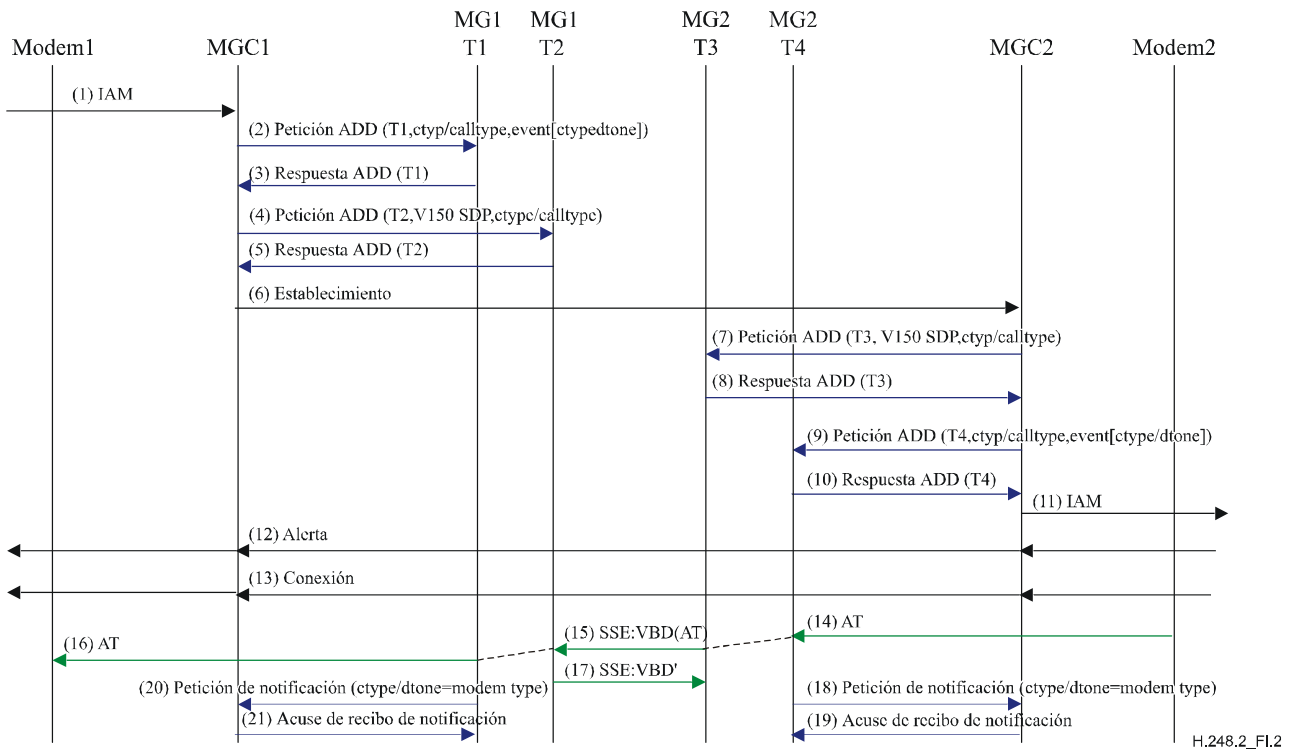 MG1 MG1 MG2 MG2
Modem1 MGC1 T1 T2 T3 T4 MGC2 Modem2
(1) IAM
(2) Petición ADD (T1,ctyp/calltype,event[ctypedtone])
(3) Respuesta ADD (T1)
(4) Petición ADD (T2,V150 SDP,ctype/calltype)
(5) Respuesta ADD (T2)
(6) Establecimiento
(7) Petición ADD (T3, V150 SDP,ctyp/calltype)
(8) Respuesta ADD (T3)
(9) Petición ADD (T4,ctyp/calltype,event[ctype/dtone])
(10) Respuesta ADD (T4)
(11) IAM
(12) Alerta
(13) Conexión
(14) AT
(15) SSE:VBD(AT)
(16) AT
(17) SSE:VBD'
(20) Petición de notificación (ctype/dtone=modem type)
(18) Petición de notificación (ctype/dtone=modem type)
(21) Acuse de recibo de notificación
(19) Acuse de recibo de notificación
H.248.2_FI.2